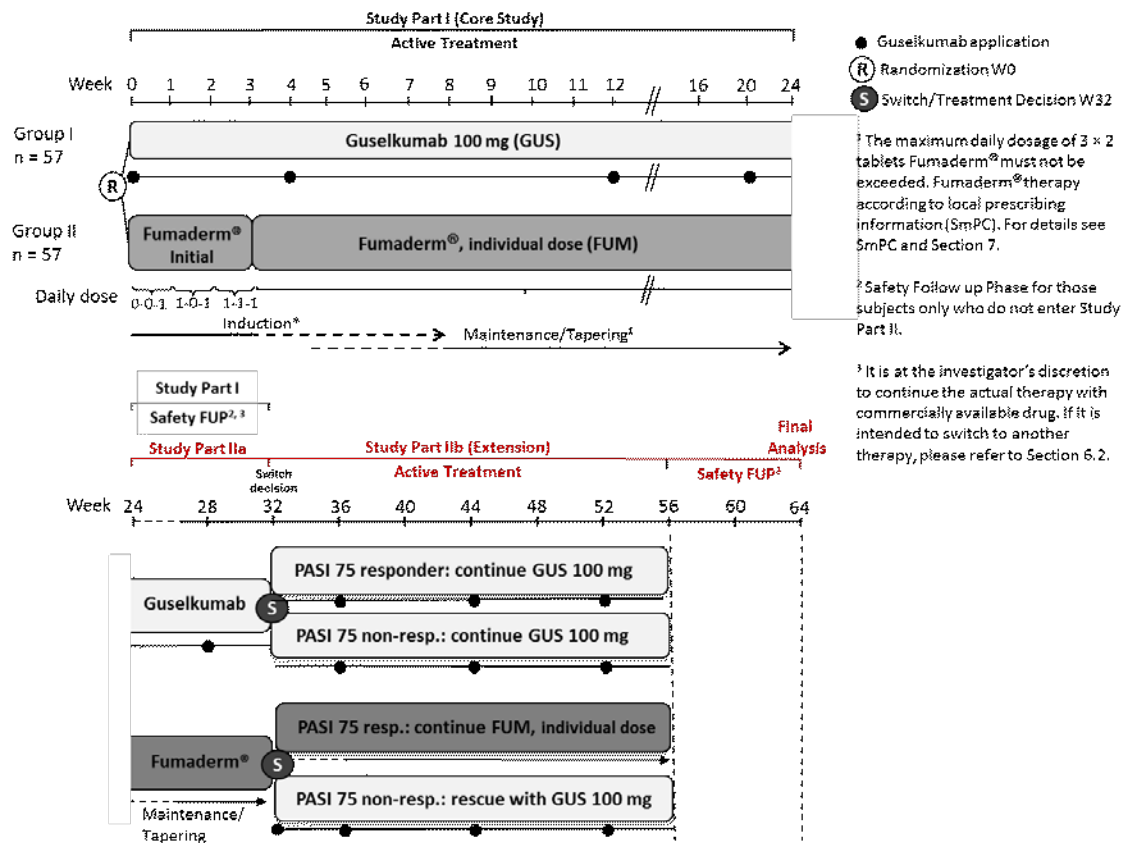 Study Part I (Core Study)
Active Treatment
Week 0 1 2 3 4 5 6 7 8 9 10 11 12 16 20 24
Group I
n = 57
Guselkumab 100 mg (GUS)
R
Group II
n = 57
Fumaderm® Initial
Fumaderm®, individual dose (FUM)
Daily dose
0-0-1 1-0-1 1-1-1
Induction*
Maintenance/Tapering¹
Guselkumab application
R Randomization W0
S Switch/Treatment Decision W32
¹ The maximum daily dosage of 3 × 2
tablets Fumaderm® must not be
exceeded. Fumaderm® therapy
according to local prescribing
information (SmPC). For details see
SmPC and Section 7.
² Safety Follow up Phase for those
subjects only who do not enter Study
Part II.
³ It is at the investigator's discretion
to continue the actual therapy with
commercially available drug. If it is
intended to switch to another
therapy, please refer to Section 6.2.
Study Part I
Safety FUP²˒ ³
Study Part IIa
Switch
decision
Study Part IIb (Extension)
Active Treatment
Final
Analysis
Safety FUP³
Week 24 28 32 36 40 44 48 52 56 60 64
Guselkumab
S
PASI 75 responder: continue GUS 100 mg
PASI 75 non-resp.: continue GUS 100 mg
Fumaderm®
S
PASI 75 resp.: continue FUM, individual dose
PASI 75 non-resp.: rescue with GUS 100 mg
Maintenance/
Tapering